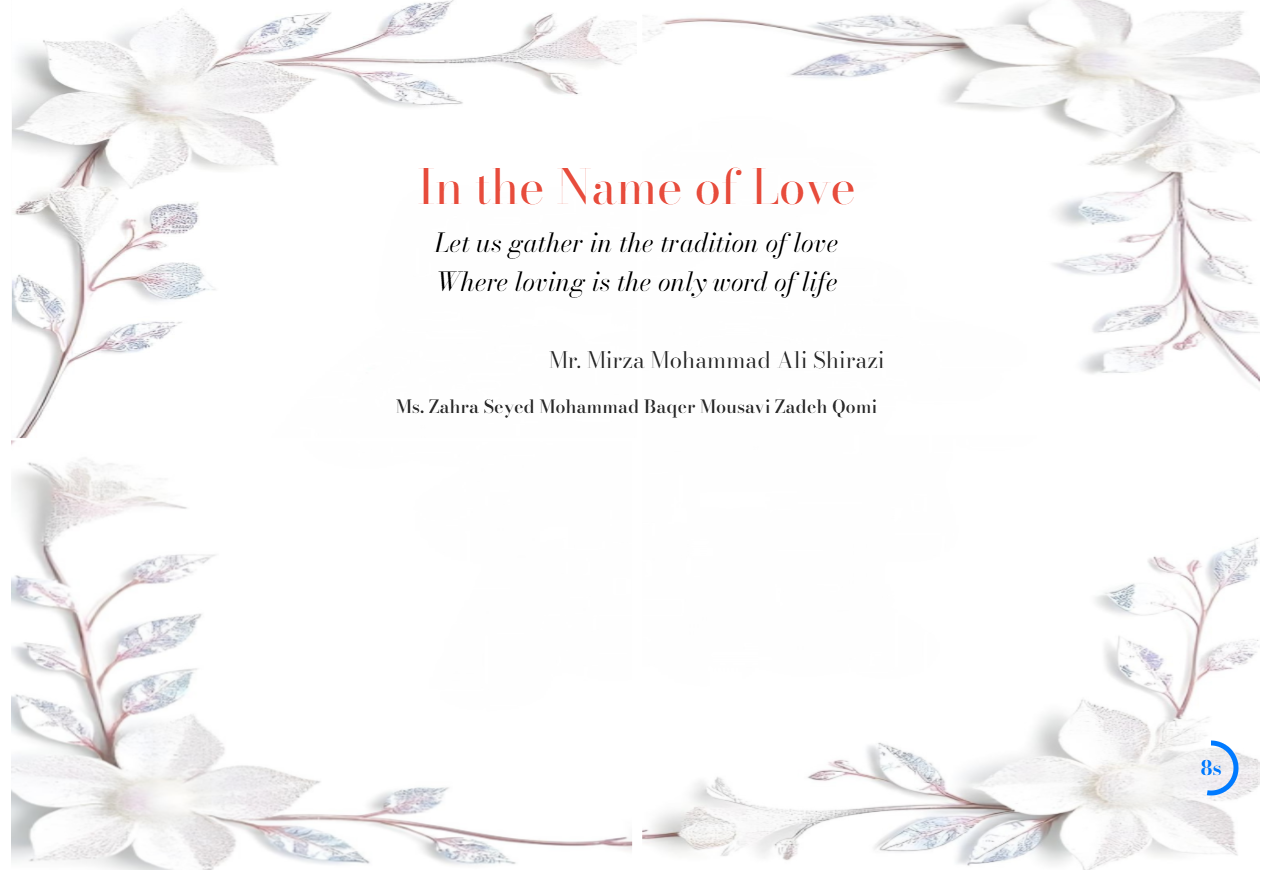 In the Name of Love
Let us gather in the tradition of love
Where loving is the only word of life
Mr. Mirza Mohammad Ali Shirazi
Ms. Zahra Seyed Mohammad Baqer Mousavi Zadeh Qomi
8s